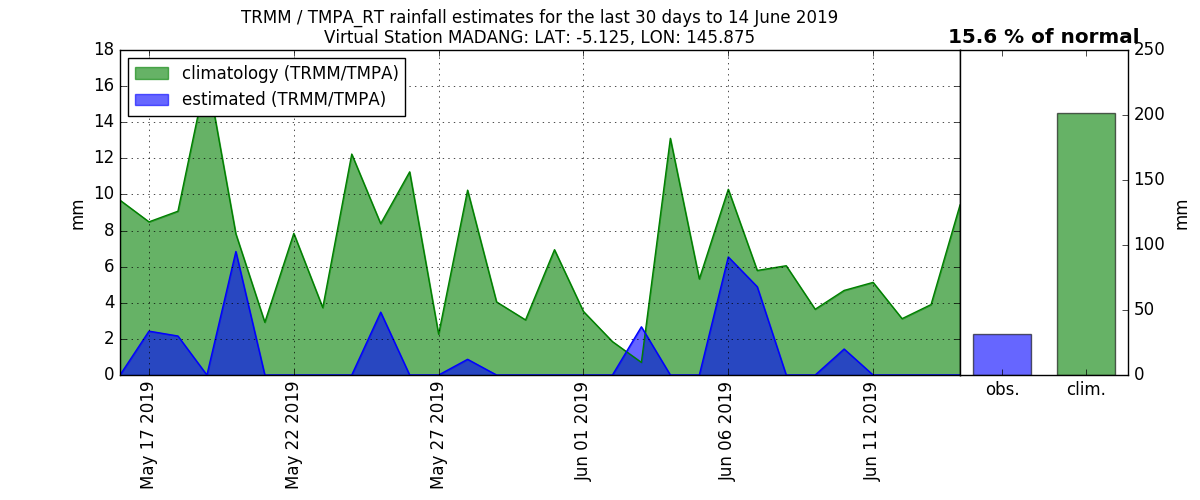 TRMM / TMPA_RT rainfall estimates for the last 30 days to 14 June 2019
Virtual Station MADANG: LAT: -5.125, LON: 145.875
15.6 % of normal
climatology (TRMM/TMPA)
estimated (TRMM/TMPA)
18
16
14
12
10
8
6
4
2
0
mm
May 17 2019
May 22 2019
May 27 2019
Jun 01 2019
Jun 06 2019
Jun 11 2019
obs.
clim.
250
200
150
100
50
0
mm